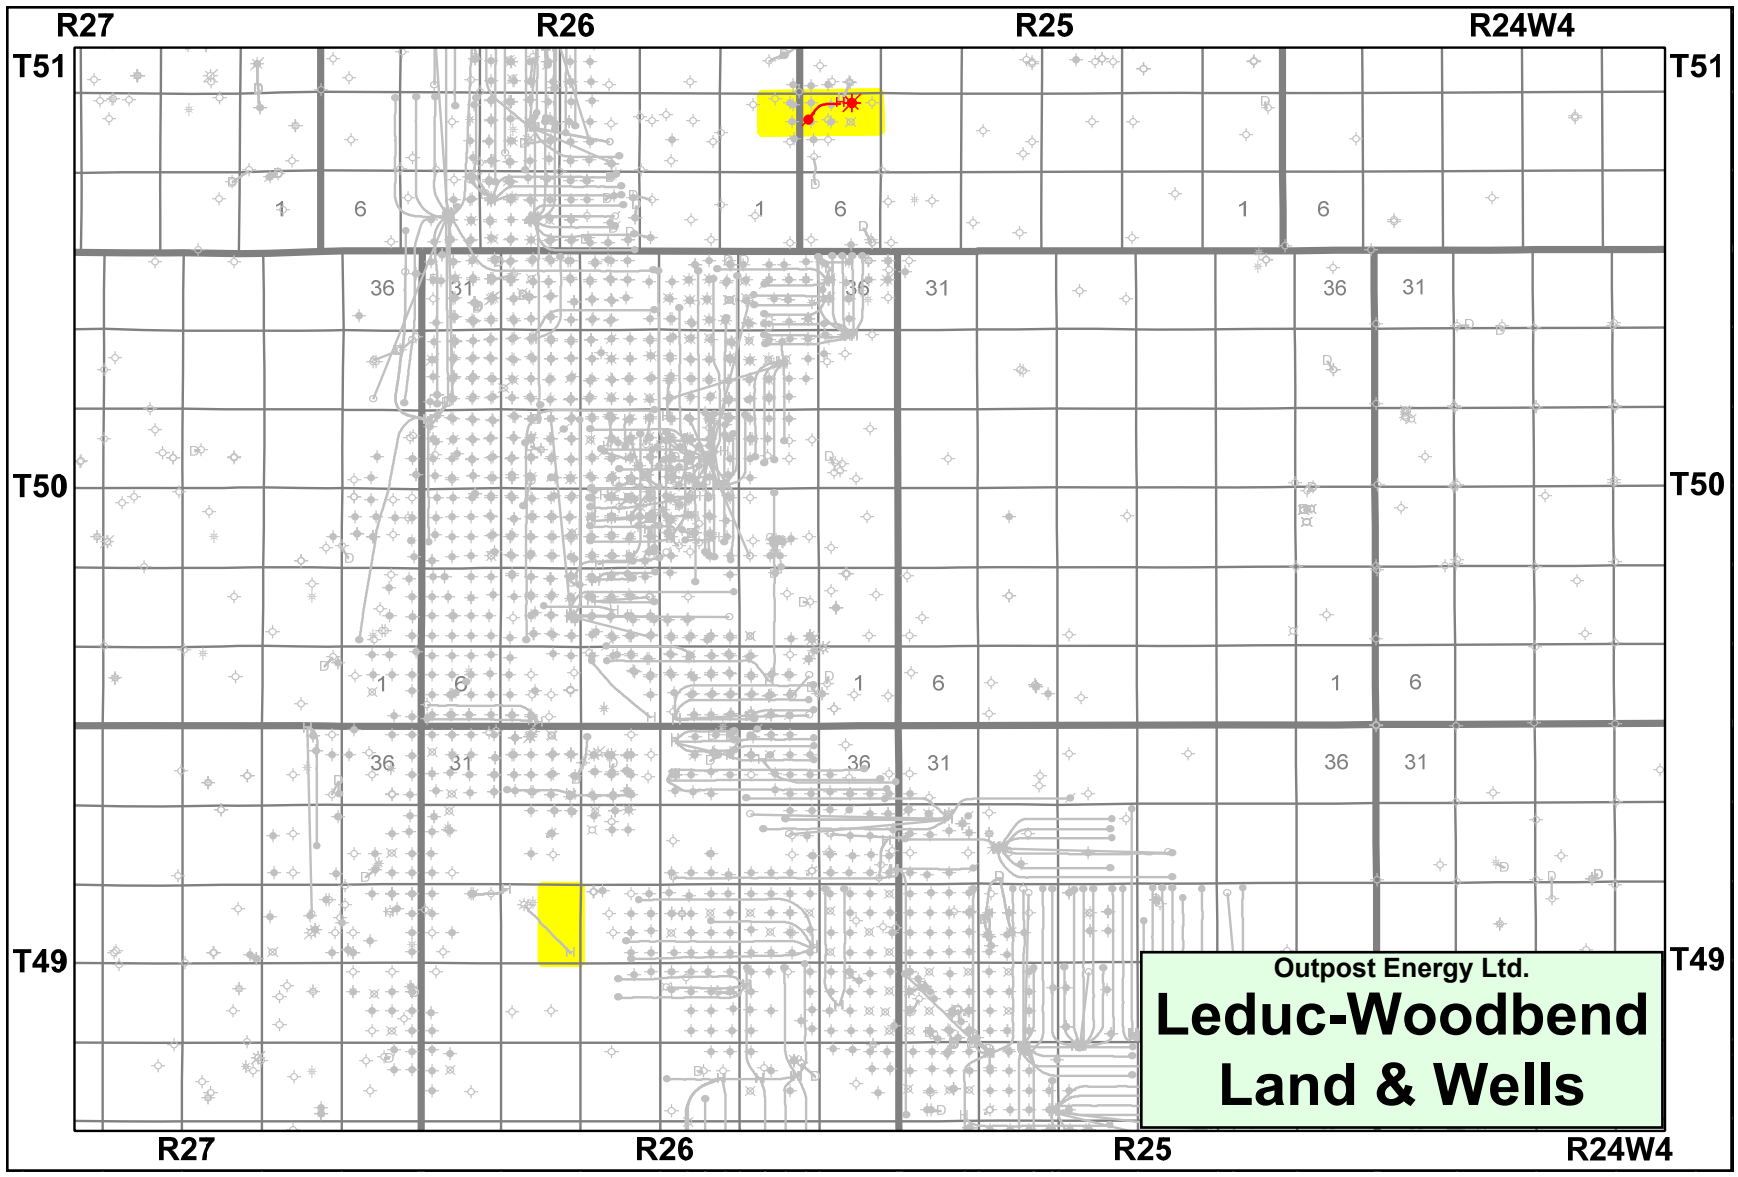 R27 R26 R25 R24W4
T51 T51
1 6 1 6 1 6
36 31 36 31 36 31
T50 T50
1 6 1 6 1 6
36 31 36 31 36 31
T49 T49
Outpost Energy Ltd.
Leduc-Woodbend
Land & Wells
R27 R26 R25 R24W4